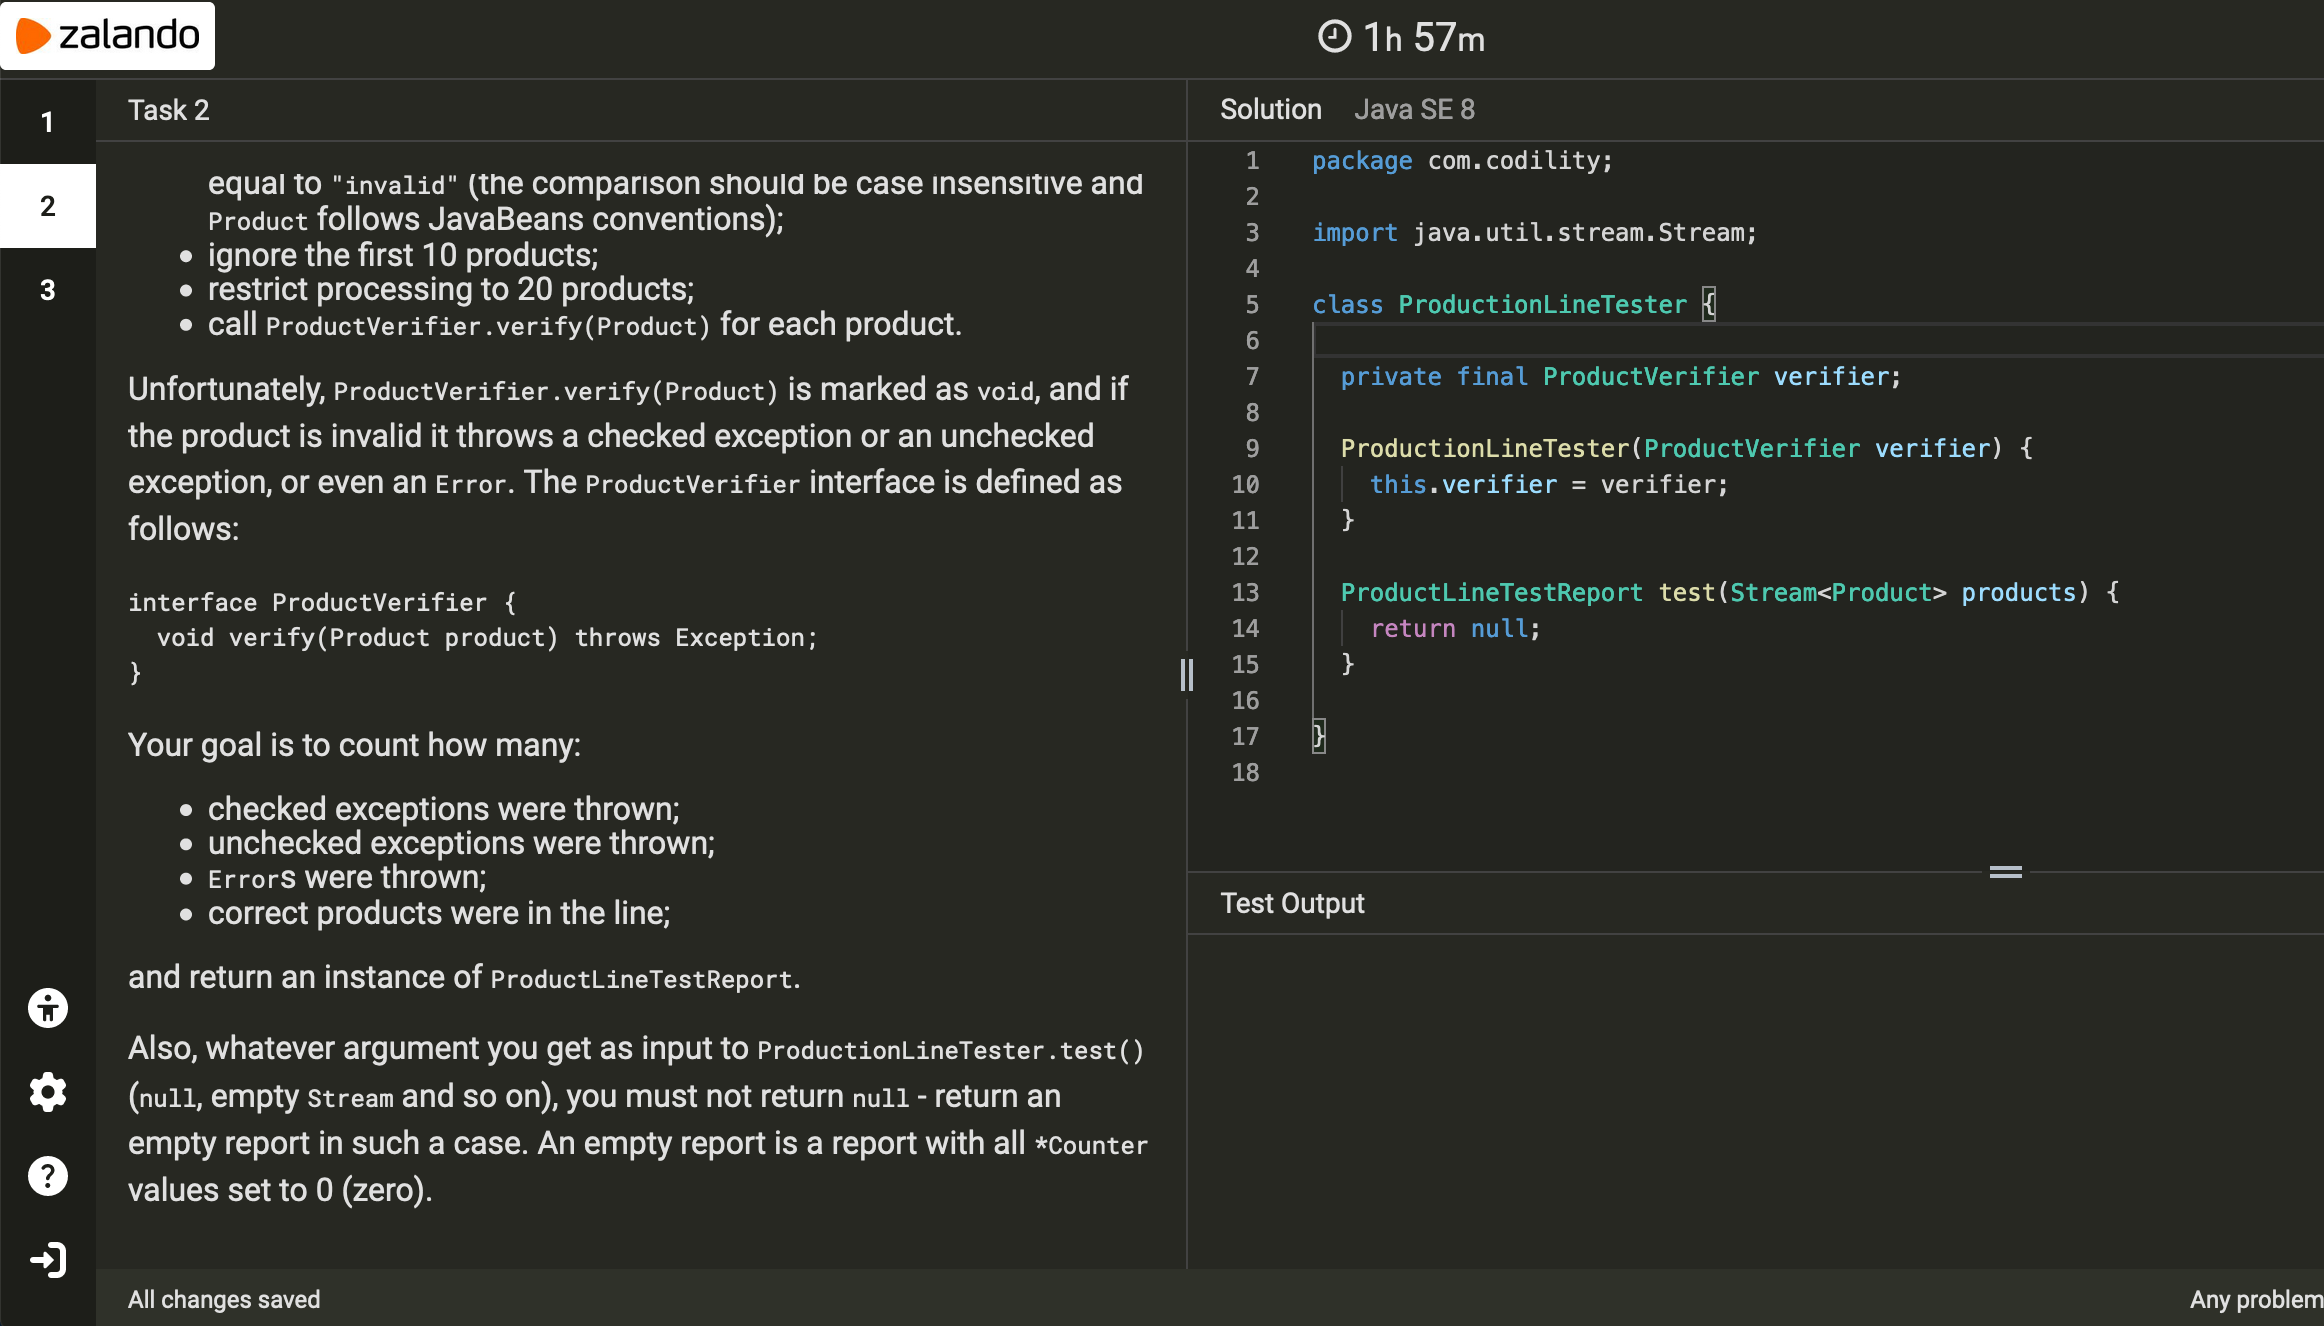 zalando
1h 57m
1
2
3
Task 2
equal to "invalid" (the comparison should be case insensitive and
Product follows JavaBeans conventions);
ignore the first 10 products;
restrict processing to 20 products;
call ProductVerifier.verify(Product) for each product.
Unfortunately, ProductVerifier.verify(Product) is marked as void, and if
the product is invalid it throws a checked exception or an unchecked
exception, or even an Error. The ProductVerifier interface is defined as
follows:
interface ProductVerifier {
void verify(Product product) throws Exception;
}
Your goal is to count how many:
checked exceptions were thrown;
unchecked exceptions were thrown;
Errors were thrown;
correct products were in the line;
and return an instance of ProductLineTestReport.
Also, whatever argument you get as input to ProductionLineTester.test()
(null, empty Stream and so on), you must not return null - return an
empty report in such a case. An empty report is a report with all *Counter
values set to 0 (zero).
All changes saved
Solution Java SE 8
1 package com.codility;
2
3 import java.util.stream.Stream;
4
5 class ProductionLineTester {
6
7 private final ProductVerifier verifier;
8
9 ProductionLineTester(ProductVerifier verifier) {
10 this.verifier = verifier;
11 }
12
13 ProductLineTestReport test(Stream<Product> products) {
14 return null;
15 }
16
17 }
18
Test Output
Any problem